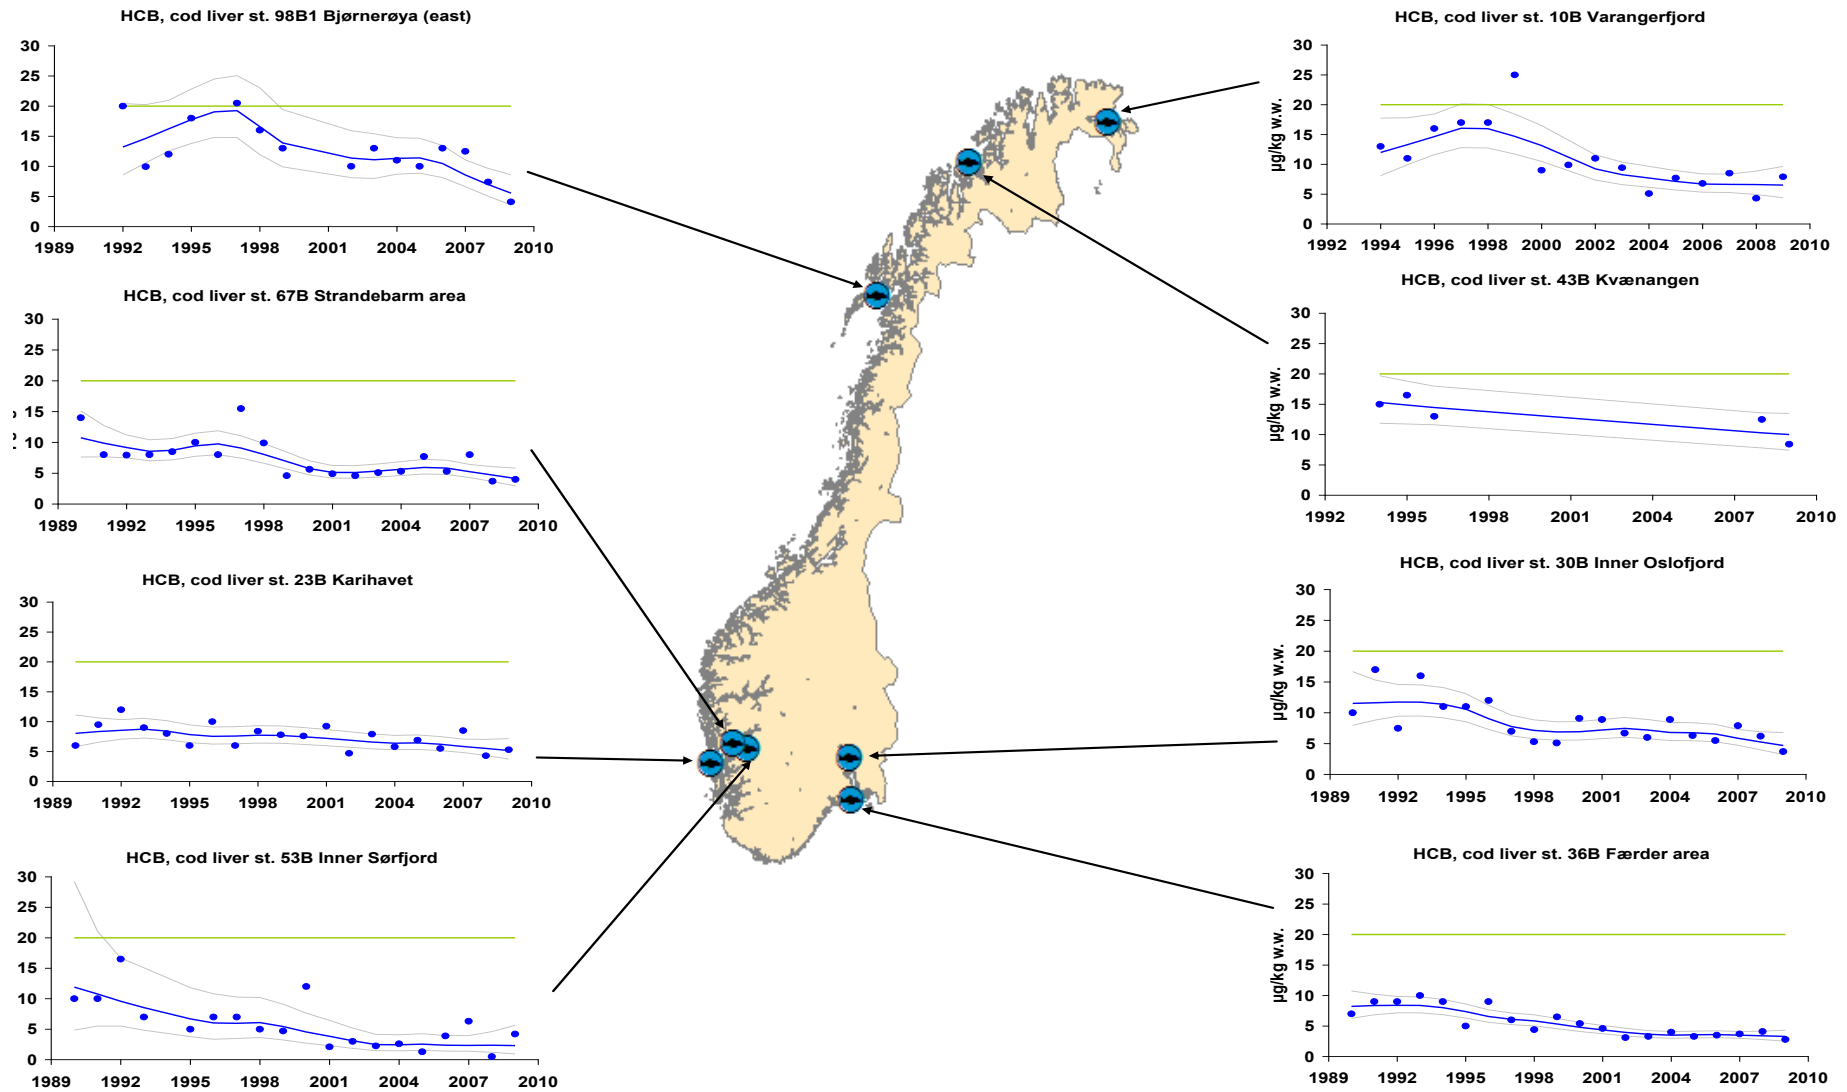 HCB, cod liver st. 98B1 Bjørnerøya (east)
30
25
20
15
10
5
0
1989 1992 1995 1998 2001 2004 2007 2010
HCB, cod liver st. 67B Strandebarm area
30
25
20
15
10
5
0
1989 1992 1995 1998 2001 2004 2007 2010
HCB, cod liver st. 23B Karihavet
30
25
20
15
10
5
0
1989 1992 1995 1998 2001 2004 2007 2010
HCB, cod liver st. 53B Inner Sørfjord
30
25
20
15
10
5
0
1989 1992 1995 1998 2001 2004 2007 2010
HCB, cod liver st. 10B Varangerfjord
µg/kg w.w.
30
25
20
15
10
5
0
1992 1994 1996 1998 2000 2002 2004 2006 2008 2010
HCB, cod liver st. 43B Kvænangen
µg/kg w.w.
30
25
20
15
10
5
0
1992 1995 1998 2001 2004 2007 2010
HCB, cod liver st. 30B Inner Oslofjord
µg/kg w.w.
30
25
20
15
10
5
0
1989 1992 1995 1998 2001 2004 2007 2010
HCB, cod liver st. 36B Færder area
µg/kg w.w.
30
25
20
15
10
5
0
1989 1992 1995 1998 2001 2004 2007 2010